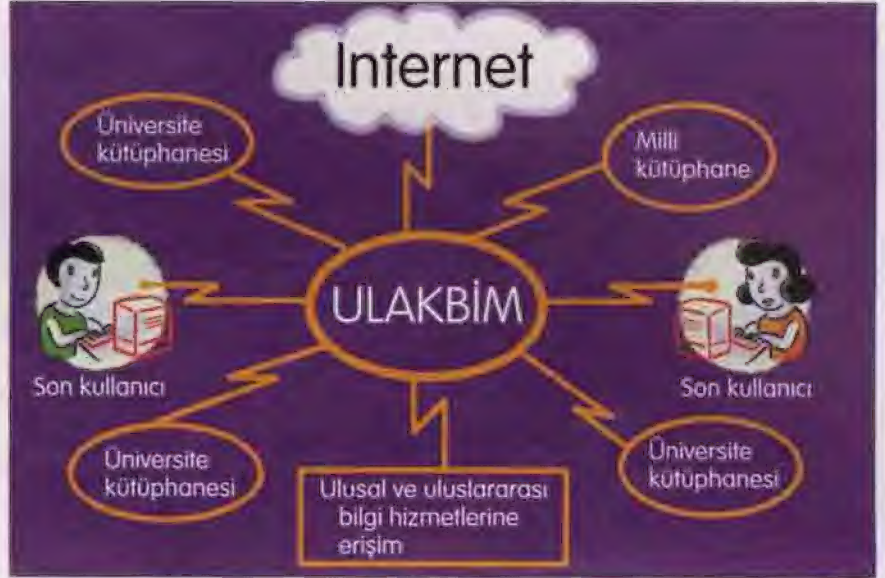 Internet
Üniversite
kütüphanesi
Milli
kütüphane
ULAKBİM
Son kullanıcı
Son kullanıcı
Üniversite
kütüphanesi
Ulusal ve uluslararası
bilgi hizmetlerine
erişim
Üniversite
kütüphanesi